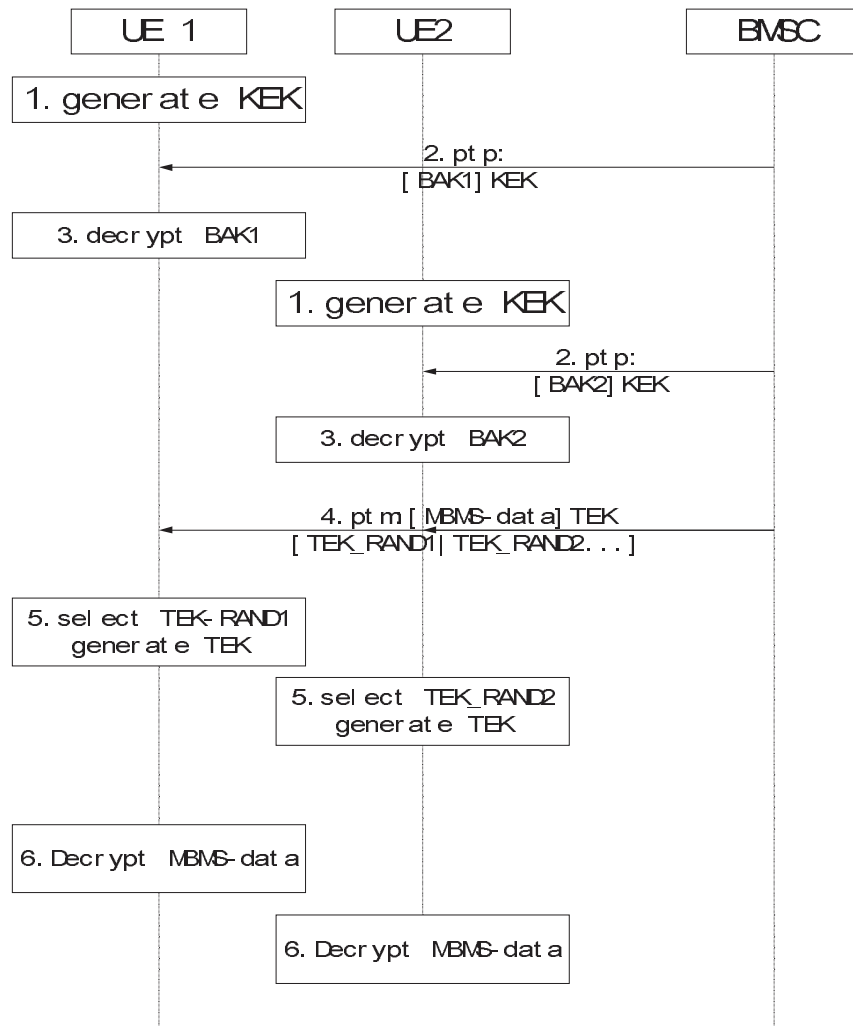 UE 1
UE2
BMSC
1. generate KEK
2. ptp:
[BAK1] KEK
3. decrypt BAK1
1. generate KEK
2. ptp:
[BAK2] KEK
3. decrypt BAK2
4. ptm:[MBMS-data] TEK
[TEK_RAND1|TEK_RAND2...]
5. select TEK-RAND1
generate TEK
5. select TEK_RAND2
generate TEK
6. Decrypt MBMS-data
6. Decrypt MBMS-data